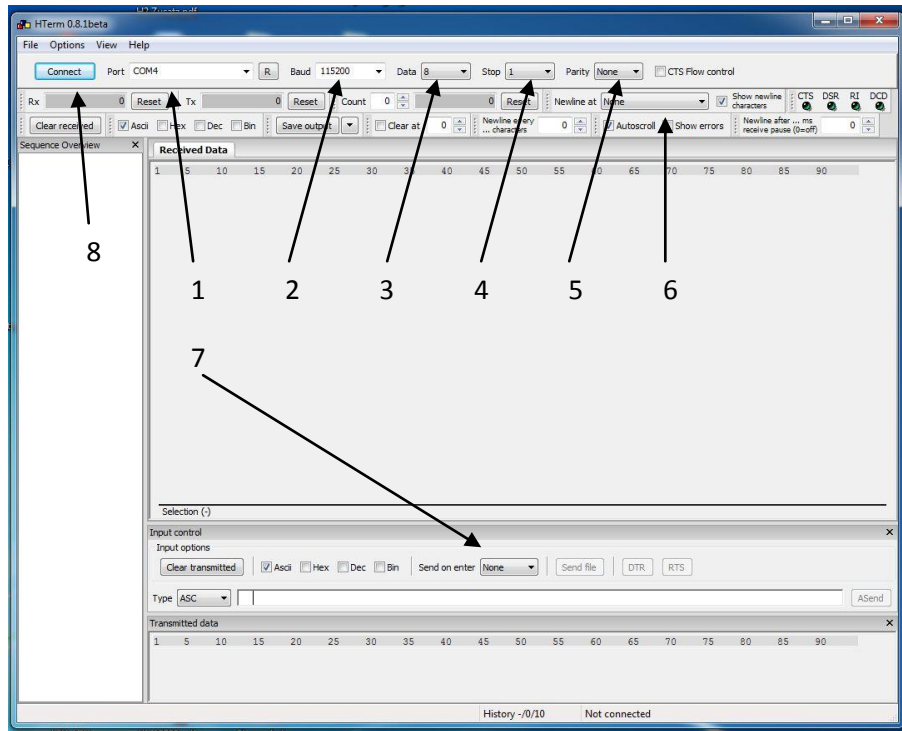 HTerm 0.8.1beta
File Options View Help
Connect Port COM4 R Baud 115200 Data 8 Stop 1 Parity None CTS Flow control
Rx 0 Reset Tx 0 Reset Count 0 0 Reset Newline at None Show newline characters CTS DSR RI DCD
Clear received Ascii Hex Dec Bin Save output Clear at 0 Newline every ... characters 0 Autoscroll Show errors Newline after ... ms receive pause (0=off) 0
Sequence Overview X Received Data
1 5 10 15 20 25 30 35 40 45 50 55 60 65 70 75 80 85 90
8
1 2 3 4 5 6
7
Selection (-)
Input control
Input options
Clear transmitted Ascii Hex Dec Bin Send on enter None Send file DTR RTS
Type ASC ASend
Transmitted data
1 5 10 15 20 25 30 35 40 45 50 55 60 65 70 75 80 85 90
History -/0/10 Not connected